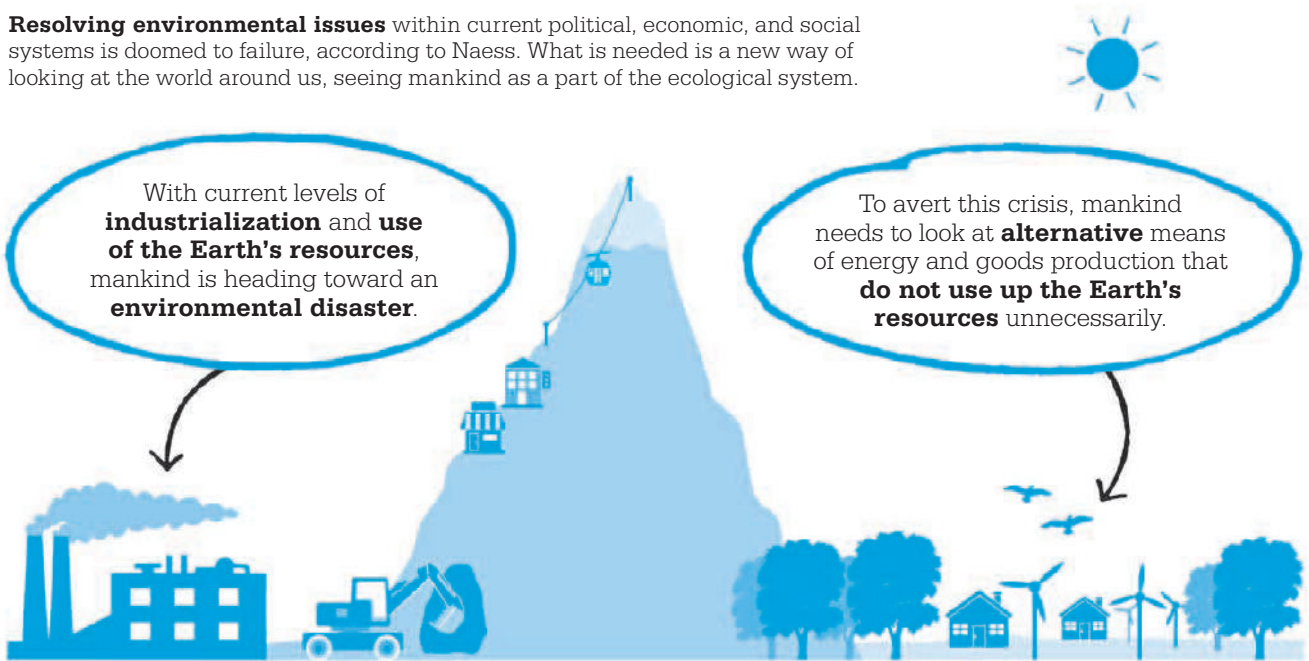 Resolving environmental issues within current political, economic, and social
systems is doomed to failure, according to Naess. What is needed is a new way of
looking at the world around us, seeing mankind as a part of the ecological system.
With current levels of
industrialization and use
of the Earth's resources,
mankind is heading toward an
environmental disaster.
To avert this crisis, mankind
needs to look at alternative means
of energy and goods production that
do not use up the Earth's
resources unnecessarily.